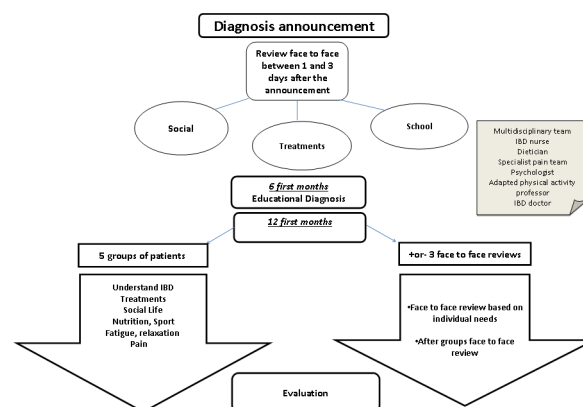 Diagnosis announcement
Review face to face
between 1 and 3
days after the
announcement
Social
Treatments
School
Multidisciplinary team
IBD nurse
Dietician
Specialist pain team
Psychologist
Adapted physical activity
professor
IBD doctor
6 first months
Educational Diagnosis
12 first months
5 groups of patients
+or- 3 face to face reviews
Understand IBD
Treatments
Social Life
Nutrition, Sport
Fatigue, relaxation
Pain
•Face to face review based on
individual needs
•After groups face to face
review
Evaluation